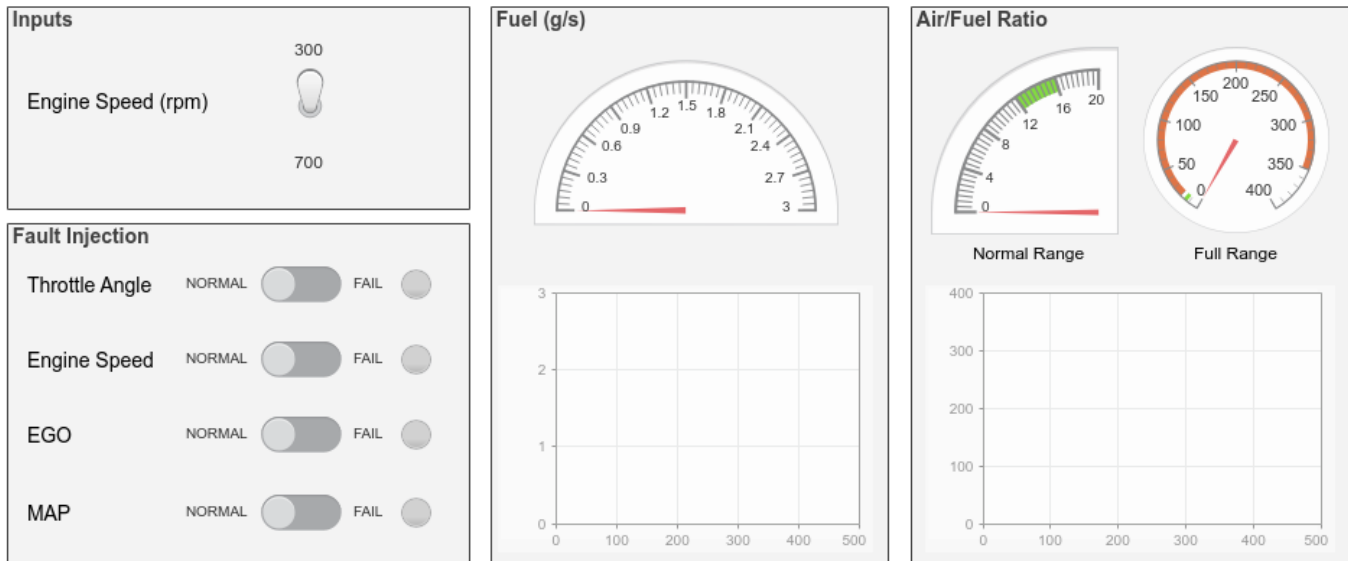 Inputs
300
Engine Speed (rpm)
700
Fault Injection
Throttle Angle NORMAL FAIL
Engine Speed NORMAL FAIL
EGO NORMAL FAIL
MAP NORMAL FAIL
Fuel (g/s)
0 0.3 0.6 0.9 1.2 1.5 1.8 2.1 2.4 2.7 3
3
2
1
0
0 100 200 300 400 500
Air/Fuel Ratio
0 4 8 12 16 20
Normal Range
0 50 100 150 200 250 300 350 400
Full Range
400
300
200
100
0
0 100 200 300 400 500